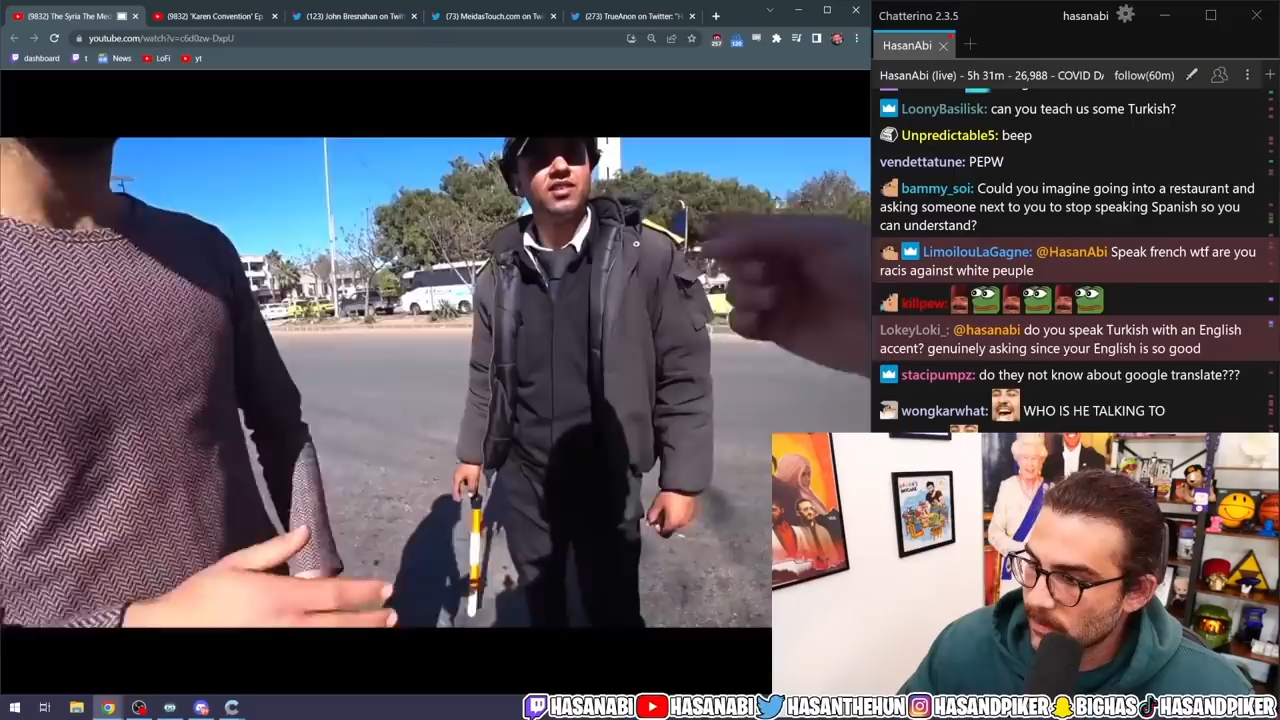 (9832) The Syria The Med
(9832) 'Karen Convention' Ep.
(123) John Bresnahan on Twitt
(73) MeidasTouch.com on Twi
(273) TrueAnon on Twitter: "H
youtube.com/watch?v=c6d0zw-DxpU
257
120
dashboard
t
News
LoFi
yt
Chatterino 2.3.5
hasanabi
HasanAbi
HasanAbi (live) - 5h 31m - 26,988 - COVID DA
follow(60m)
LoonyBasilisk: can you teach us some Turkish?
Unpredictable5: beep
vendettatune: PEPW
bammy_soi: Could you imagine going into a restaurant and
asking someone next to you to stop speaking Spanish so you
can understand?
LimoilouLaGagne: @HasanAbi Speak french wtf are you
racis against white peuple
killpew:
LokeyLoki_: @hasanabi do you speak Turkish with an English
accent? genuinely asking since your English is so good
stacipumpz: do they not know about google translate???
wongkarwhat: WHO IS HE TALKING TO
HASANABI HASANABI HASANTHEHUN HASANDPIKER BIGHAS HASANDPIKER